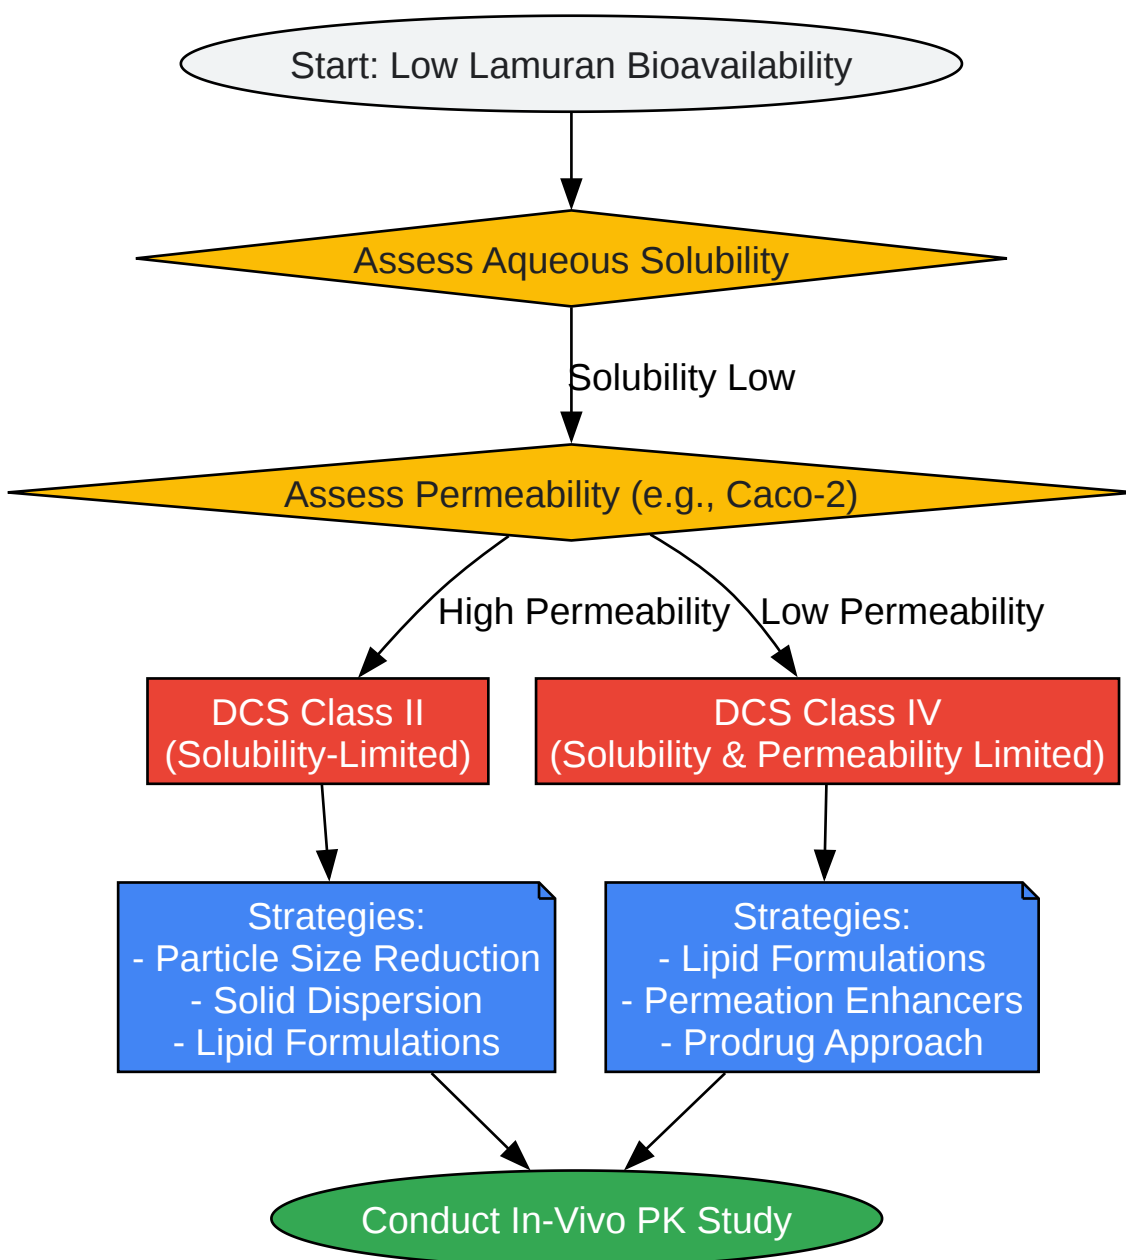 Start: Low Lamuran Bioavailability
Assess Aqueous Solubility
Solubility Low
Assess Permeability (e.g., Caco-2)
High Permeability
Low Permeability
DCS Class II
(Solubility-Limited)
DCS Class IV
(Solubility & Permeability Limited)
Strategies:
- Particle Size Reduction
- Solid Dispersion
- Lipid Formulations
Strategies:
- Lipid Formulations
- Permeation Enhancers
- Prodrug Approach
Conduct In-Vivo PK Study